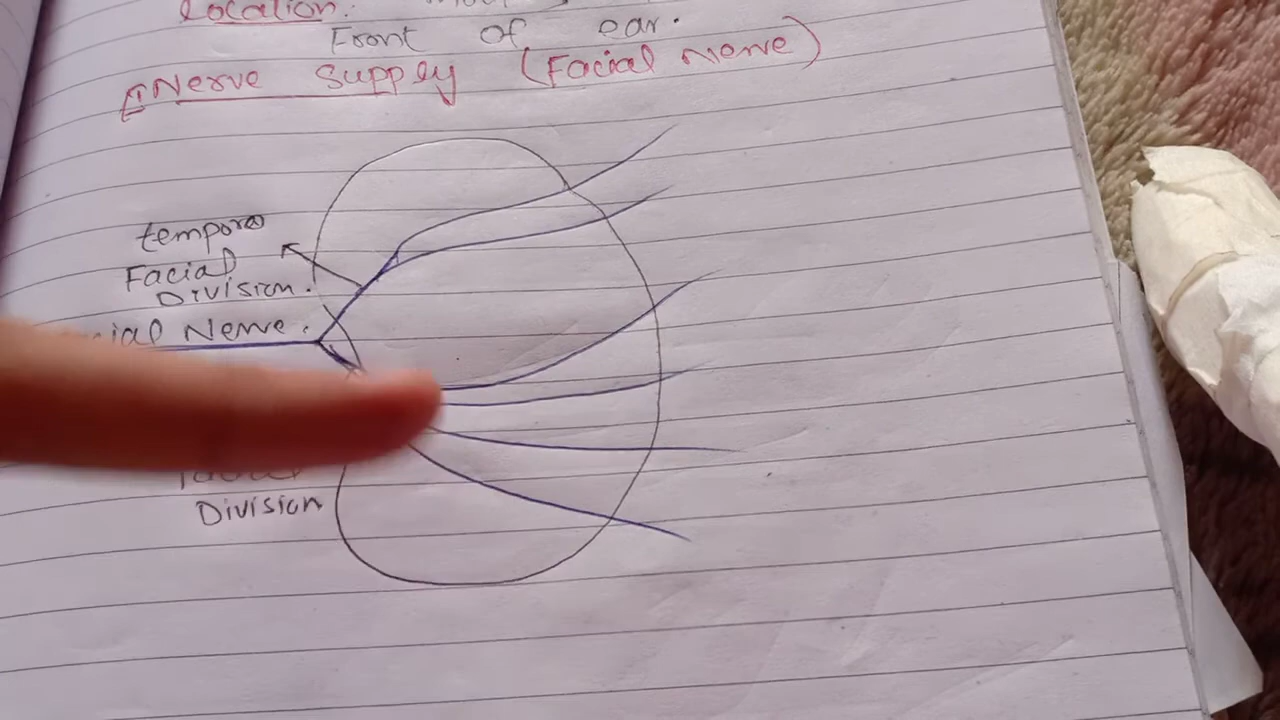 Location:
Front of ear.
Nerve Supply (Facial Nerve)
tempora
Facial
Division.
Nerve.
Division